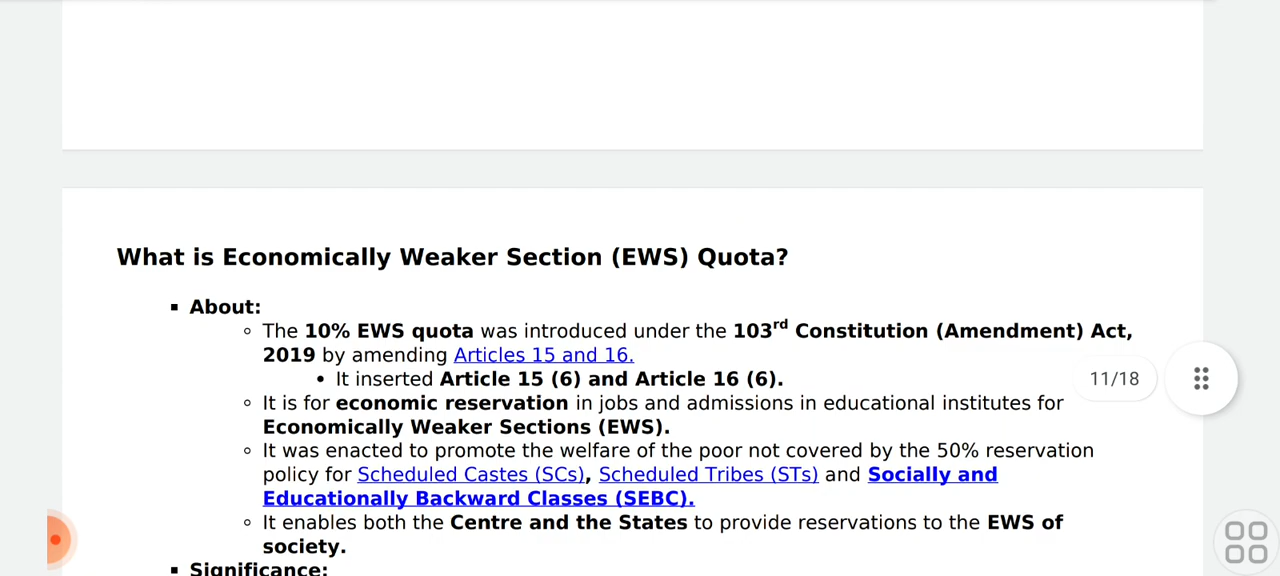 What is Economically Weaker Section (EWS) Quota?
▪ About:
◦ The 10% EWS quota was introduced under the 103rd Constitution (Amendment) Act,
2019 by amending Articles 15 and 16.
• It inserted Article 15 (6) and Article 16 (6).
11/18
◦ It is for economic reservation in jobs and admissions in educational institutes for
Economically Weaker Sections (EWS).
◦ It was enacted to promote the welfare of the poor not covered by the 50% reservation
policy for Scheduled Castes (SCs), Scheduled Tribes (STs) and Socially and
Educationally Backward Classes (SEBC).
◦ It enables both the Centre and the States to provide reservations to the EWS of
society.
▪ Significance: